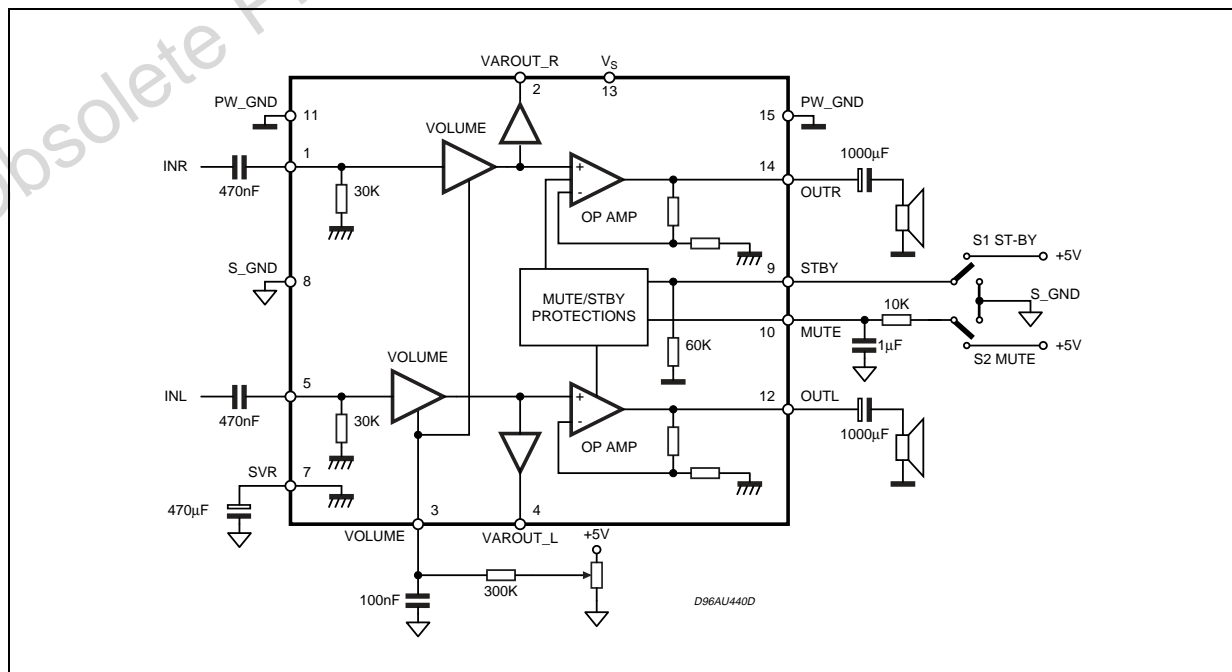 Obsolete P
VAROUT_R
VS
2
13
PW_GND
11
15
PW_GND
VOLUME
1000µF
INR
1
14
470nF
30K
+
-
OUTR
OP AMP
S1 ST-BY
+5V
S_GND
8
9
STBY
MUTE/STBY
PROTECTIONS
S_GND
10K
10
MUTE
60K
1µF
+5V
S2 MUTE
VOLUME
INL
5
12
OUTL
470nF
30K
+
-
1000µF
OP AMP
SVR
7
470µF
3
4
VOLUME
VAROUT_L
+5V
300K
100nF
D96AU440D